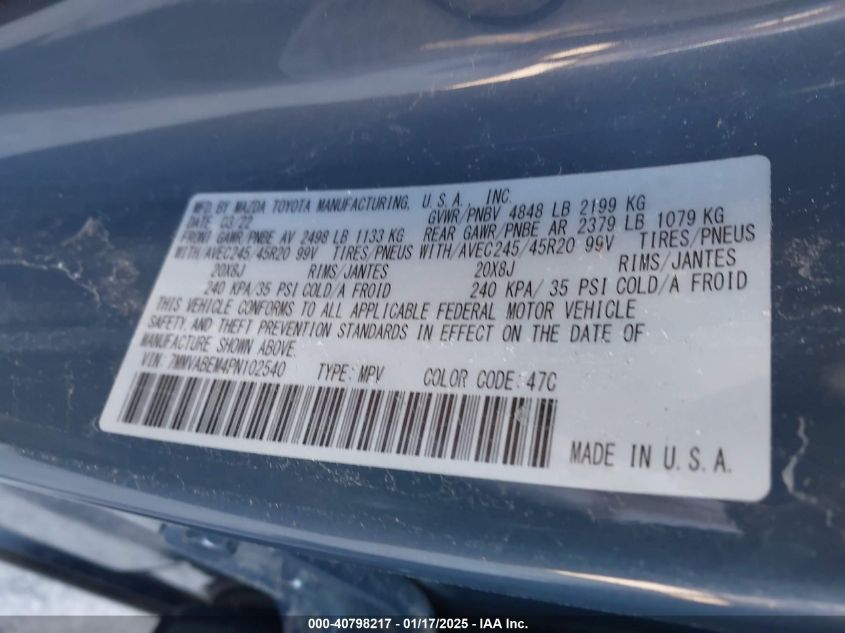 MFD. BY MAZDA TOYOTA MANUFACTURING, U.S.A., INC.
DATE 03.22 GVWR/PNBV 4848 LB 2199 KG
FRONT GAWR/PNBE AV 2498 LB 1133 KG REAR GAWR/PNBE AR 2379 LB 1079 KG
WITH/AVEC245/45R20 99V TIRES/PNEUS WITH/AVEC245/45R20 99V TIRES/PNEUS
20X8J RIMS/JANTES 20X8J RIMS/JANTES
240 KPA/35 PSI COLD/A FROID 240 KPA/ 35 PSI COLD/A FROID
THIS VEHICLE CONFORMS TO ALL APPLICABLE FEDERAL MOTOR VEHICLE
SAFETY AND THEFT PREVENTION STANDARDS IN EFFECT ON THE DATE OF
MANUFACTURE SHOWN ABOVE.
VIN: 7MMVABEM4PN102540 TYPE: MPV COLOR CODE: 47C
MADE IN U.S.A.
000-40798217 - 01/17/2025 - IAA Inc.